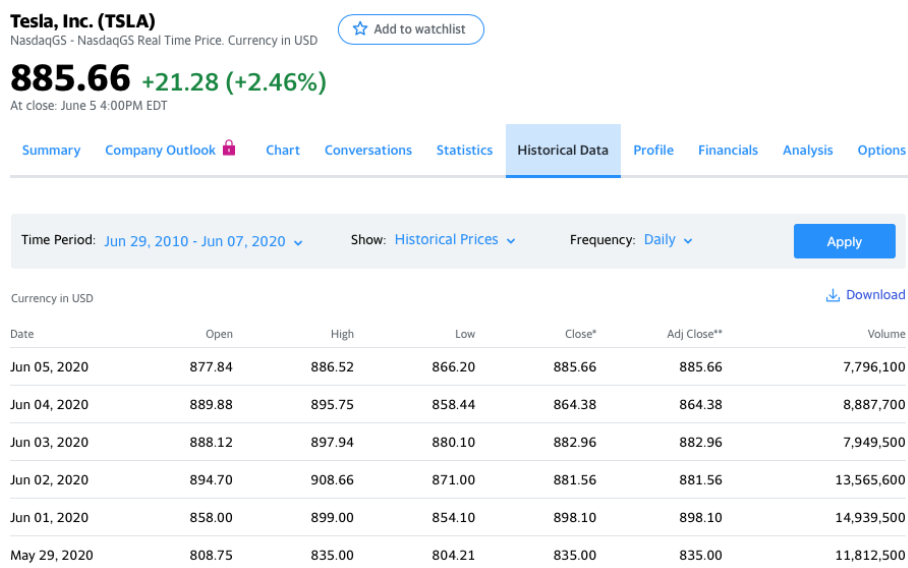 Tesla, Inc. (TSLA)
NasdaqGS - NasdaqGS Real Time Price. Currency in USD
Add to watchlist
885.66 +21.28 (+2.46%)
At close: June 5 4:00PM EDT
Summary Company Outlook Chart Conversations Statistics Historical Data Profile Financials Analysis Options
Time Period: Jun 29, 2010 - Jun 07, 2020 Show: Historical Prices Frequency: Daily Apply
Currency in USD Download
Date Open High Low Close* Adj Close** Volume
Jun 05, 2020 877.84 886.52 866.20 885.66 885.66 7,796,100
Jun 04, 2020 889.88 895.75 858.44 864.38 864.38 8,887,700
Jun 03, 2020 888.12 897.94 880.10 882.96 882.96 7,949,500
Jun 02, 2020 894.70 908.66 871.00 881.56 881.56 13,565,600
Jun 01, 2020 858.00 899.00 854.10 898.10 898.10 14,939,500
May 29, 2020 808.75 835.00 804.21 835.00 835.00 11,812,500